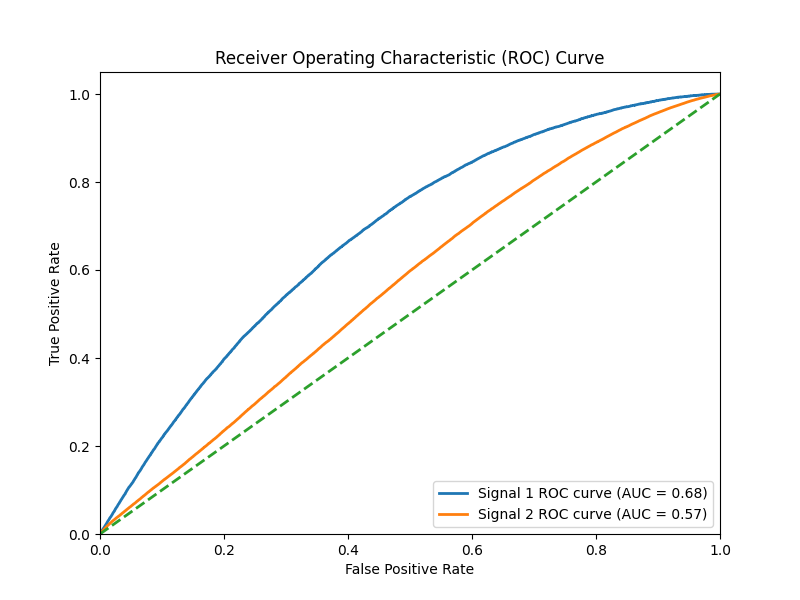 Receiver Operating Characteristic (ROC) Curve
True Positive Rate
1.0
0.8
0.6
0.4
0.2
0.0
Signal 1 ROC curve (AUC = 0.68)
Signal 2 ROC curve (AUC = 0.57)
0.0 0.2 0.4 0.6 0.8 1.0
False Positive Rate